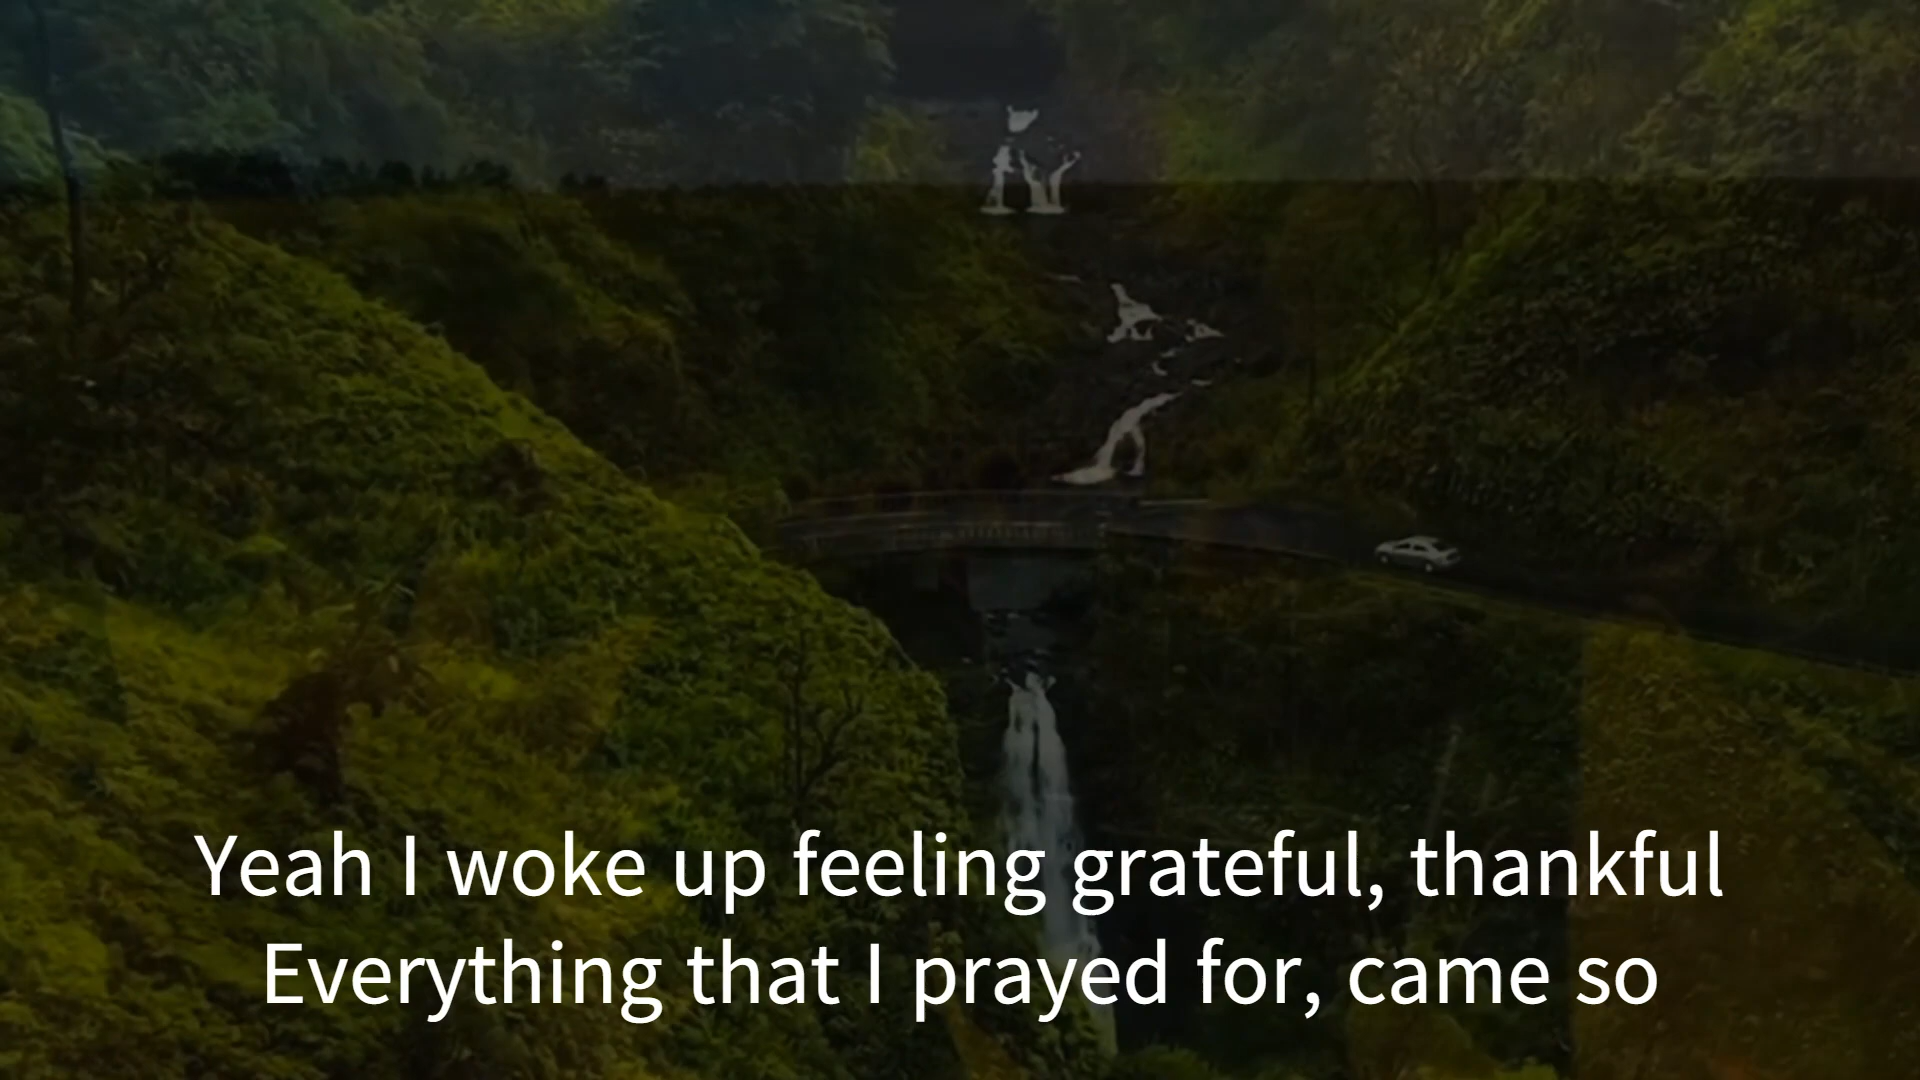 Yeah I woke up feeling grateful, thankful
Everything that I prayed for, came so